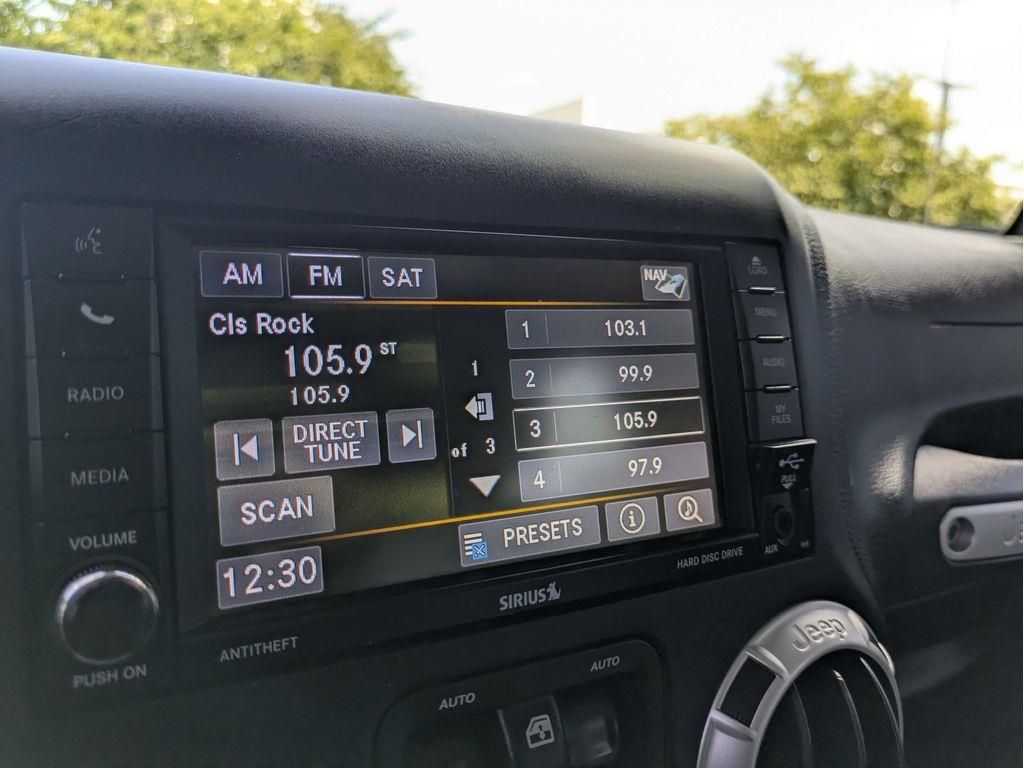 AM FM SAT NAV
Cls Rock
105.9 ST
105.9
DIRECT
TUNE
SCAN
12:30
1
of 3
1 103.1
2 99.9
3 105.9
4 97.9
PRESETS
RADIO
MEDIA
VOLUME
PUSH ON
LOAD
MENU
AUDIO
MY
FILES
PULL
AUX
ANTITHEFT
SIRIUS
HARD DISC DRIVE
AUTO
AUTO
Jeep